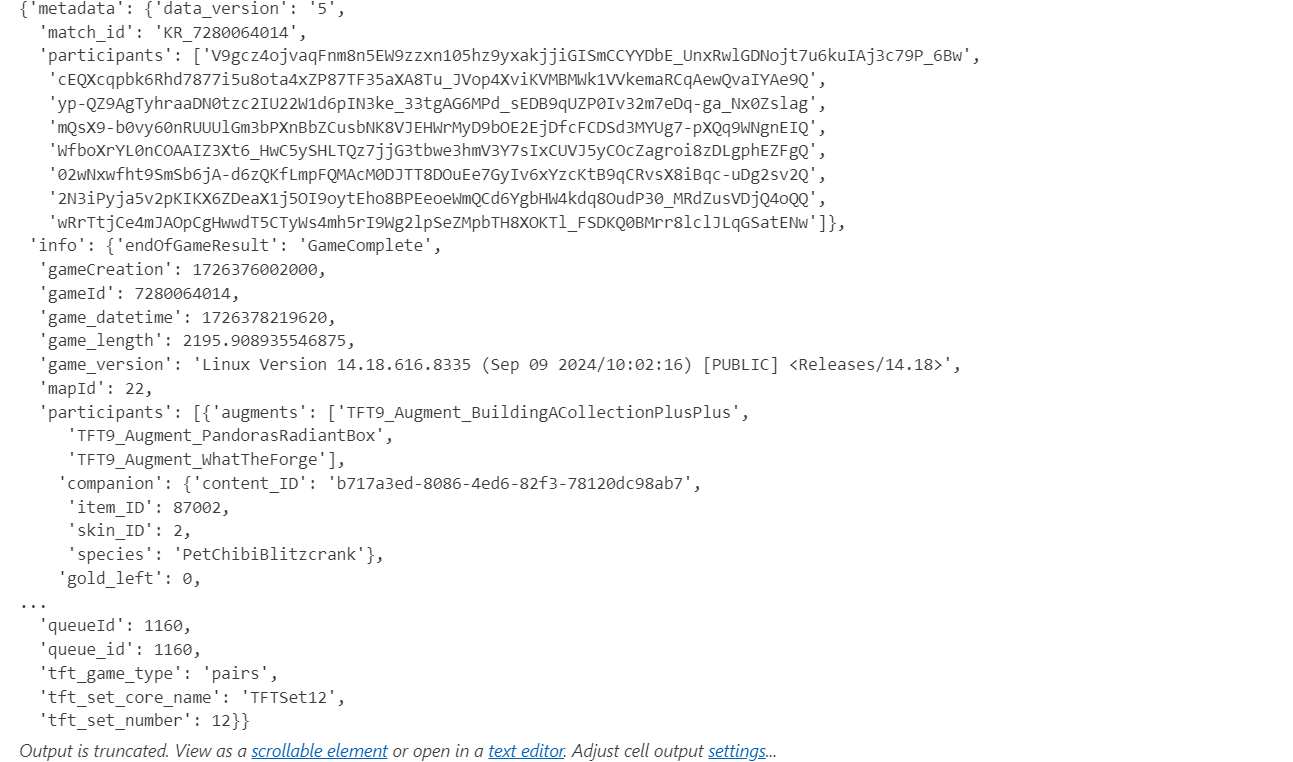 {'metadata': {'data_version': '5',
'match_id': 'KR_7280064014',
'participants': ['V9gcz4ojvaqFnm8n5EW9zzxn105hz9yxakjjiGISmCCYYDbE_UnxRwlGDNojt7u6kuIAj3c79P_6Bw',
'cEQXcqpbk6Rhd7877i5u8ota4xZP87TF35aXA8Tu_JVop4XviKVMBMWk1VVkemaRCqAewQvaIYAe9Q',
'yp-QZ9AgTyhraaDN0tzc2IU22W1d6pIN3ke_33tgAG6MPd_sEDB9qUZP0Iv32m7eDq-ga_Nx0Zslag',
'mQsX9-b0vy60nRUUUlGm3bPXnBbZCusbNK8VJEHWrMyD9bOE2EjDfcFCDSd3MYUg7-pXQq9WNgnEIQ',
'WfboXrYL0nCOAAIZ3Xt6_HwC5ySHLTQz7jjG3tbwe3hmV3Y7sIxCUVJ5yCOcZagroi8zDLgphEZFgQ',
'02wNxwfht9SmSb6jA-d6zQKfLmpFQMAcM0DJTT8DOuEe7GyIv6xYzcKtB9qCRvsX8iBqc-uDg2sv2Q',
'2N3iPyja5v2pKIKX6ZDeaX1j5OI9oytEho8BPEeoeWmQCd6YgbHW4kdq8OudP30_MRdZusVDjQ4oQQ',
'wRrTtjCe4mJAOpCgHwwdT5CTyWs4mh5rI9Wg2lpSeZMpbTH8XOKTl_FSDKQ0BMrr8lclJLqGSatENw']},
'info': {'endOfGameResult': 'GameComplete',
'gameCreation': 1726376002000,
'gameId': 7280064014,
'game_datetime': 1726378219620,
'game_length': 2195.908935546875,
'game_version': 'Linux Version 14.18.616.8335 (Sep 09 2024/10:02:16) [PUBLIC] <Releases/14.18>',
'mapId': 22,
'participants': [{'augments': ['TFT9_Augment_BuildingACollectionPlusPlus',
'TFT9_Augment_PandorasRadiantBox',
'TFT9_Augment_WhatTheForge'],
'companion': {'content_ID': 'b717a3ed-8086-4ed6-82f3-78120dc98ab7',
'item_ID': 87002,
'skin_ID': 2,
'species': 'PetChibiBlitzcrank'},
'gold_left': 0,
...
'queueId': 1160,
'queue_id': 1160,
'tft_game_type': 'pairs',
'tft_set_core_name': 'TFTSet12',
'tft_set_number': 12}}
Output is truncated. View as a scrollable element or open in a text editor. Adjust cell output settings...